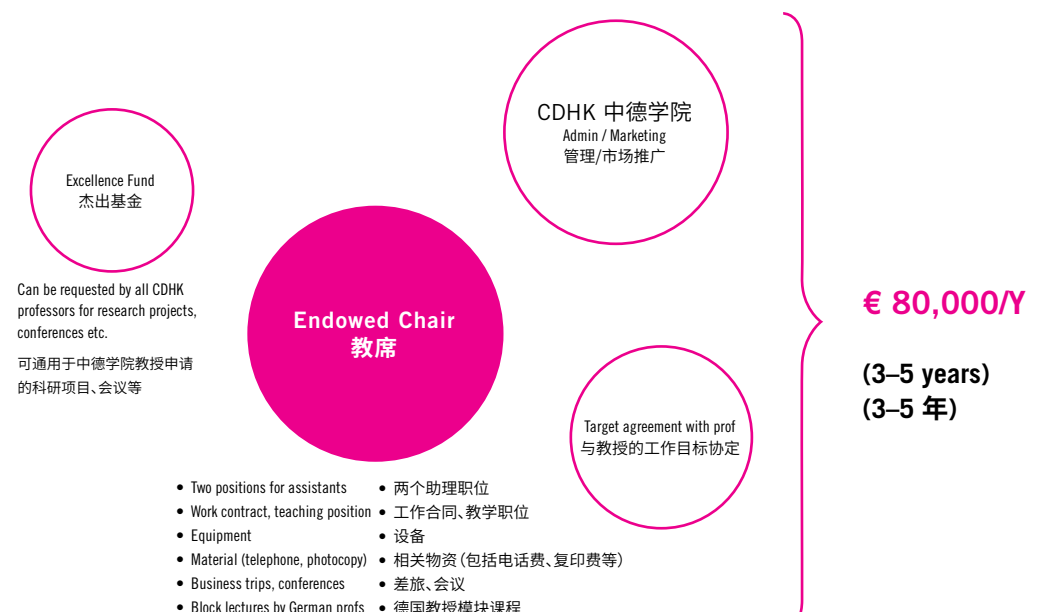 CDHK 中德学院
Admin / Marketing
管理/市场推广
Excellence Fund
杰出基金
Can be requested by all CDHK
professors for research projects,
conferences etc.
可通用于中德学院教授申请
的科研项目、会议等
Endowed Chair
教席
€ 80,000/Y
(3–5 years)
(3–5 年)
Target agreement with prof
与教授的工作目标协定
• Two positions for assistants • 两个助理职位
• Work contract, teaching position • 工作合同、教学职位
• Equipment • 设备
• Material (telephone, photocopy) • 相关物资（包括电话费、复印费等）
• Business trips, conferences • 差旅、会议
• Block lectures by German profs • 德国教授模块课程